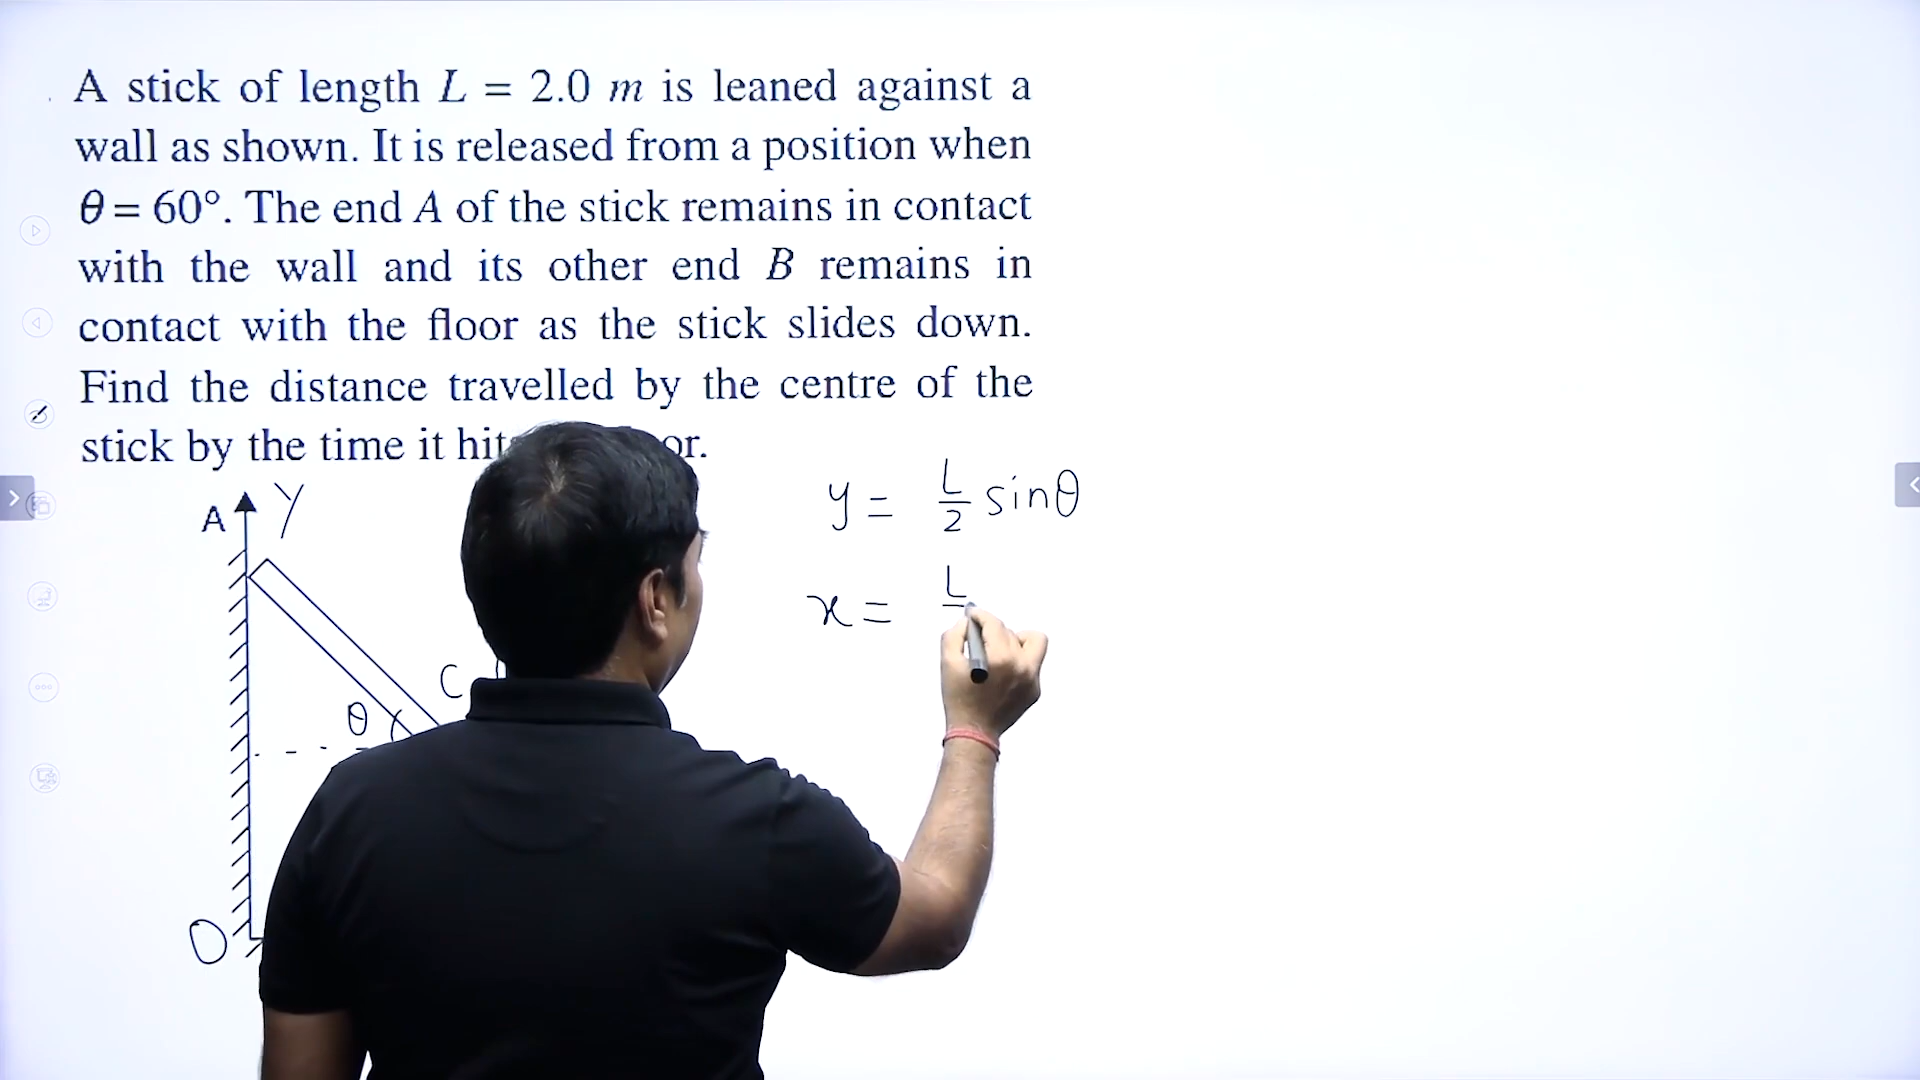 A stick of length L = 2.0 m is leaned against a
wall as shown. It is released from a position when
θ = 60°. The end A of the stick remains in contact
with the wall and its other end B remains in
contact with the stick floor as the stick slides down.
Find the distance travelled by the centre of the
stick by the time it hit or.
A Y
y = L/2 sinθ
x = L
C
θ
O